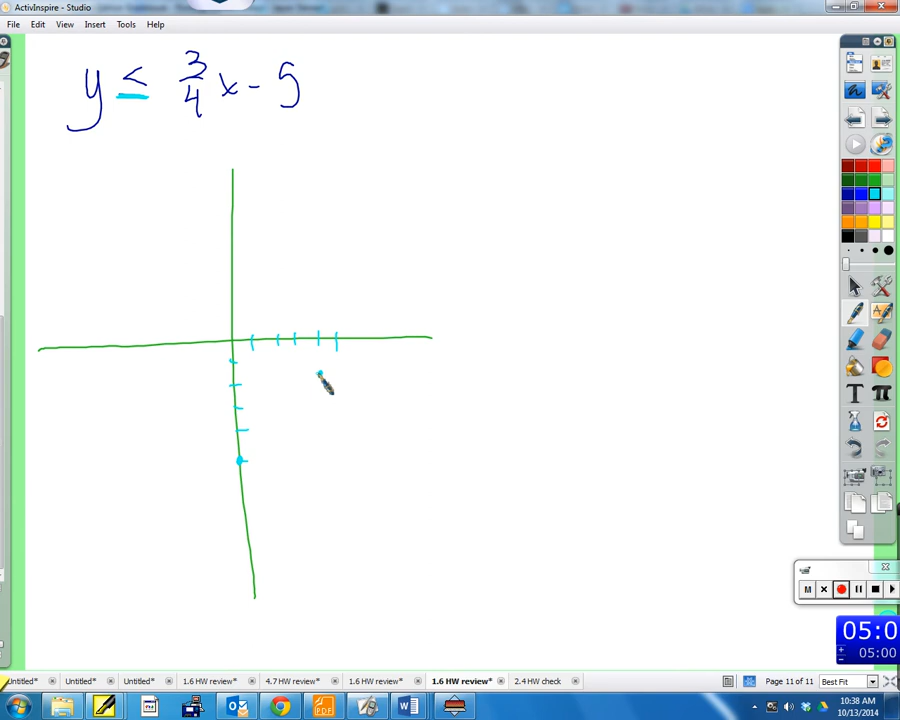 ActivInspire - Studio
File Edit View Insert Tools Help
y ≤ 3/4 x - 5
M
05:0
05:00
Untitled* Untitled* Untitled* 1.6 HW review* 4.7 HW review* 1.6 HW review* 1.6 HW review* 2.4 HW check Page 11 of 11 Best Fit
PDF
10:38 AM
10/13/2014